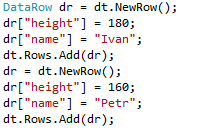 DataRow dr = dt.NewRow();
dr["height"] = 180;
dr["name"] = "Ivan";
dt.Rows.Add(dr);
dr = dt.NewRow();
dr["height"] = 160;
dr["name"] = "Petr";
dt.Rows.Add(dr);